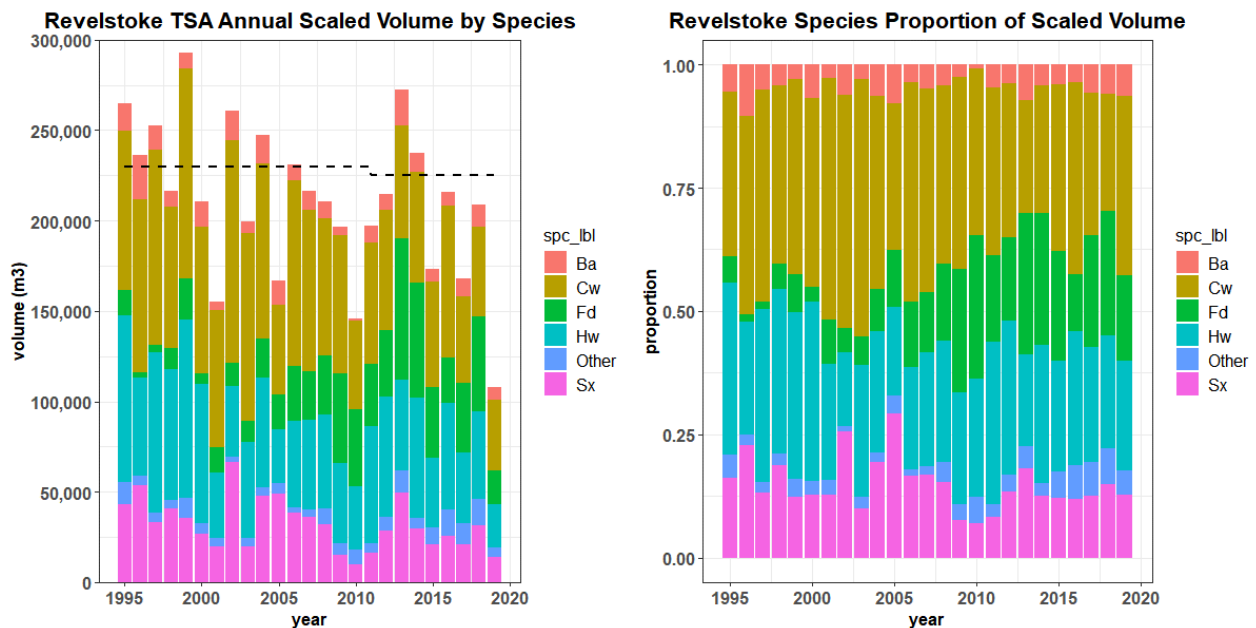 Revelstoke TSA Annual Scaled Volume by Species
300,000
250,000
200,000
150,000
100,000
50,000
0
volume (m3)
1995
2000
2005
2010
2015
2020
year
spc_lbl
Ba
Cw
Fd
Hw
Other
Sx
Revelstoke Species Proportion of Scaled Volume
1.00
0.75
0.50
0.25
0.00
proportion
1995
2000
2005
2010
2015
2020
year
spc_lbl
Ba
Cw
Fd
Hw
Other
Sx